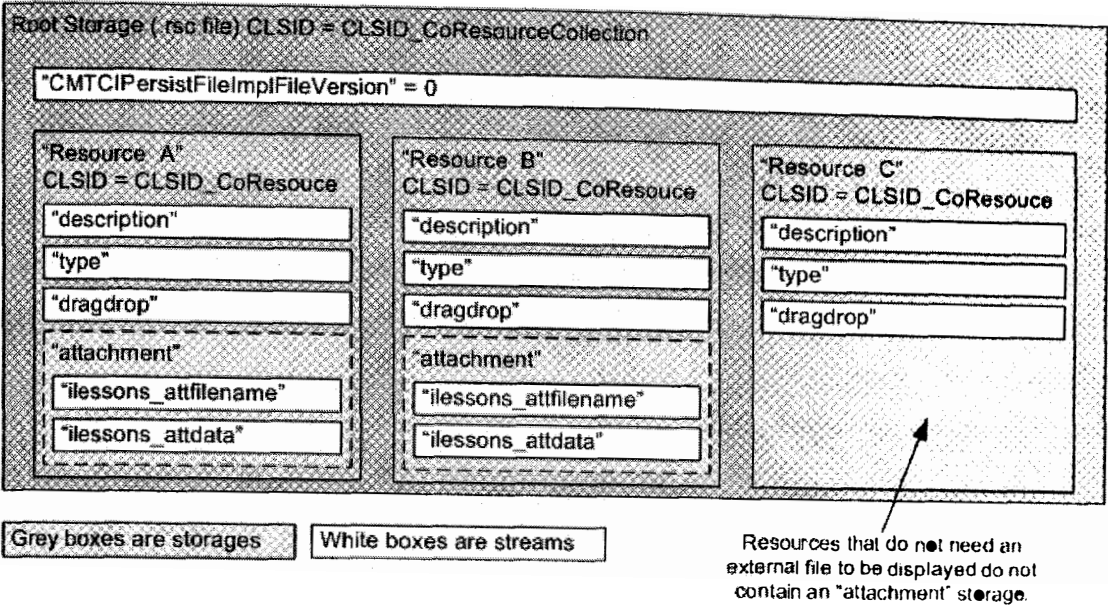 Root Storage (.rsc file) CLSID = CLSID_CoResourceCollection
"CMTCIPersistFileImplFileVersion" = 0
"Resource A"
CLSID = CLSID_CoResouce
"description"
"type"
"dragdrop"
"attachment"
"ilessons_attfilename"
"ilessons_attdata"
"Resource B"
CLSID = CLSID_CoResouce
"description"
"type"
"dragdrop"
"attachment"
"ilessons_attfilename"
"ilessons_attdata"
"Resource C"
CLSID = CLSID_CoResouce
"description"
"type"
"dragdrop"
Grey boxes are storages
White boxes are streams
Resources that do not need an
external file to be displayed do not
contain an "attachment" storage.